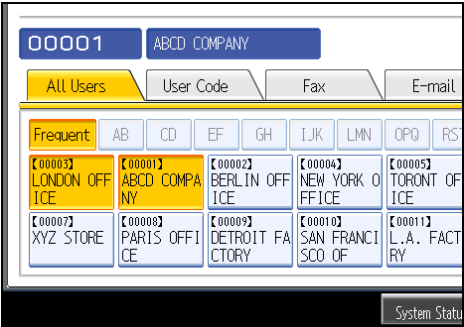 00001 ABCD COMPANY
All Users User Code Fax E-mail
Frequent AB CD EF GH IJK LMN OPQ RST
【00003】 【00001】 【00002】 【00004】 【00005】
LONDON OFF ABCD COMPA BERLIN OFF NEW YORK O TORONT OF
ICE NY ICE FFICE ICE
【00007】 【00008】 【00009】 【00010】 【00011】
XYZ STORE PARIS OFFI DETROIT FA SAN FRANCI L.A. FACT
CE CTORY SCO OF RY
System Statu